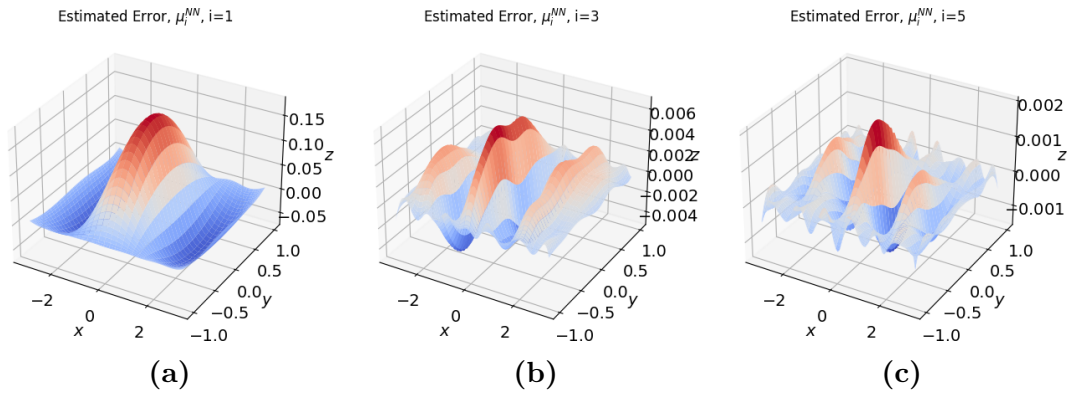 Estimated Error, μ_i^{NN}, i=1
0.15
0.10
0.05
0.00
−0.05
z
−2
0
2
x
1.0
0.5
0.0
−0.5
−1.0
y
(a)
Estimated Error, μ_i^{NN}, i=3
0.006
0.004
0.002
0.000
−0.002
−0.004
z
−2
0
2
x
1.0
0.5
0.0
−0.5
−1.0
y
(b)
Estimated Error, μ_i^{NN}, i=5
0.002
0.001
0.000
−0.001
z
−2
0
2
x
1.0
0.5
0.0
−0.5
−1.0
y
(c)